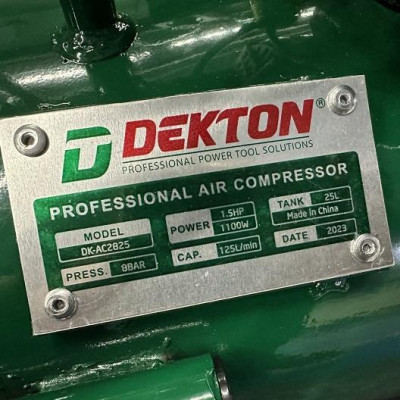 D DEKTON®
PROFESSIONAL POWER TOOL SOLUTIONS
PROFESSIONAL AIR COMPRESSOR
MODEL DK-AC2825
PRESS. 8BAR
POWER 1.5HP 1100W
CAP. 125L/min
TANK 25L
Made in China
DATE 2023